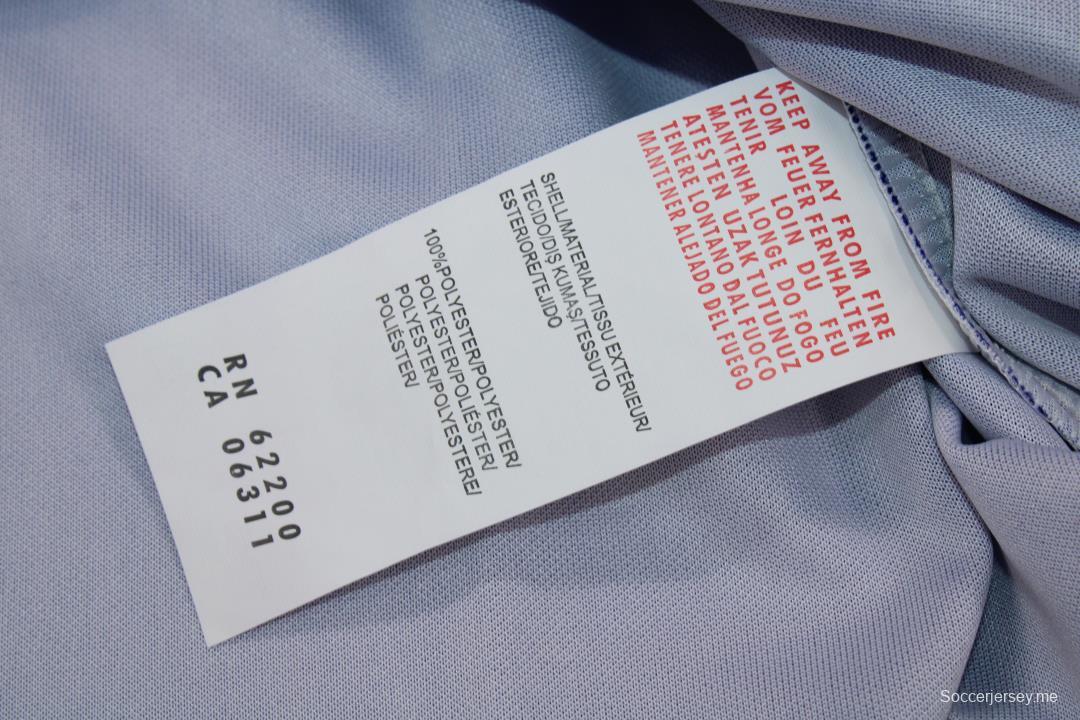 KEEP AWAY FROM FIRE
VOM FEUER FERNHALTEN
TENIR LOIN DU FEU
MANTENHA LONGE DO FOGO
ATEŞTEN UZAK TUTUNUZ
TENERE LONTANO DAL FUOCO
MANTENER ALEJADO DEL FUEGO
SHELL/MATERIAL/TISSU EXTÉRIEUR/
TECIDO/DIŞ KUMAŞ/TESSUTO
ESTERIORE/TEJIDO
100%POLYESTER/POLYESTER/
POLYESTER/POLIÉSTER/
POLYESTER/POLYESTERE/
POLIÉSTER/
RN 62200
CA 06311
Soccerjersey.me